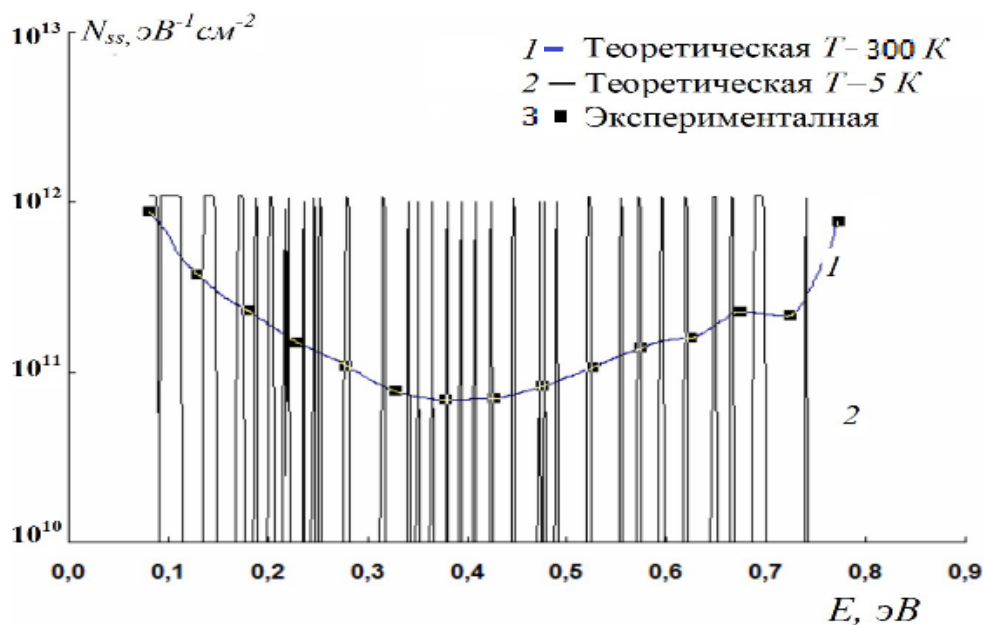 10¹³ N_ss, эВ⁻¹ см⁻²
1 — Теоретическая T- 300 К
2 — Теоретическая T–5 К
3 ■ Эксперименталная
10¹²
1
10¹¹
2
10¹⁰
0,0 0,1 0,2 0,3 0,4 0,5 0,6 0,7 0,8 0,9
E, эВ